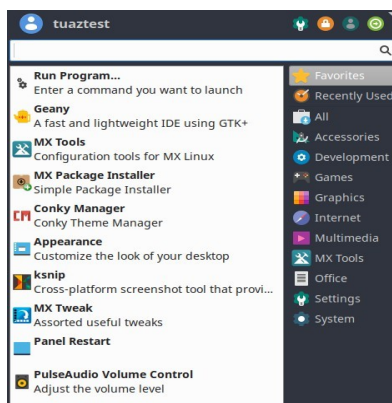 tuaztest
Run Program...
Enter a command you want to launch
Geany
A fast and lightweight IDE using GTK+
MX Tools
Configuration tools for MX Linux
MX Package Installer
Simple Package Installer
Conky Manager
Conky Theme Manager
Appearance
Customize the look of your desktop
ksnip
Cross-platform screenshot tool that provi...
MX Tweak
Assorted useful tweaks
Panel Restart
PulseAudio Volume Control
Adjust the volume level
Favorites
Recently Used
All
Accessories
Development
Games
Graphics
Internet
Multimedia
MX Tools
Office
Settings
System